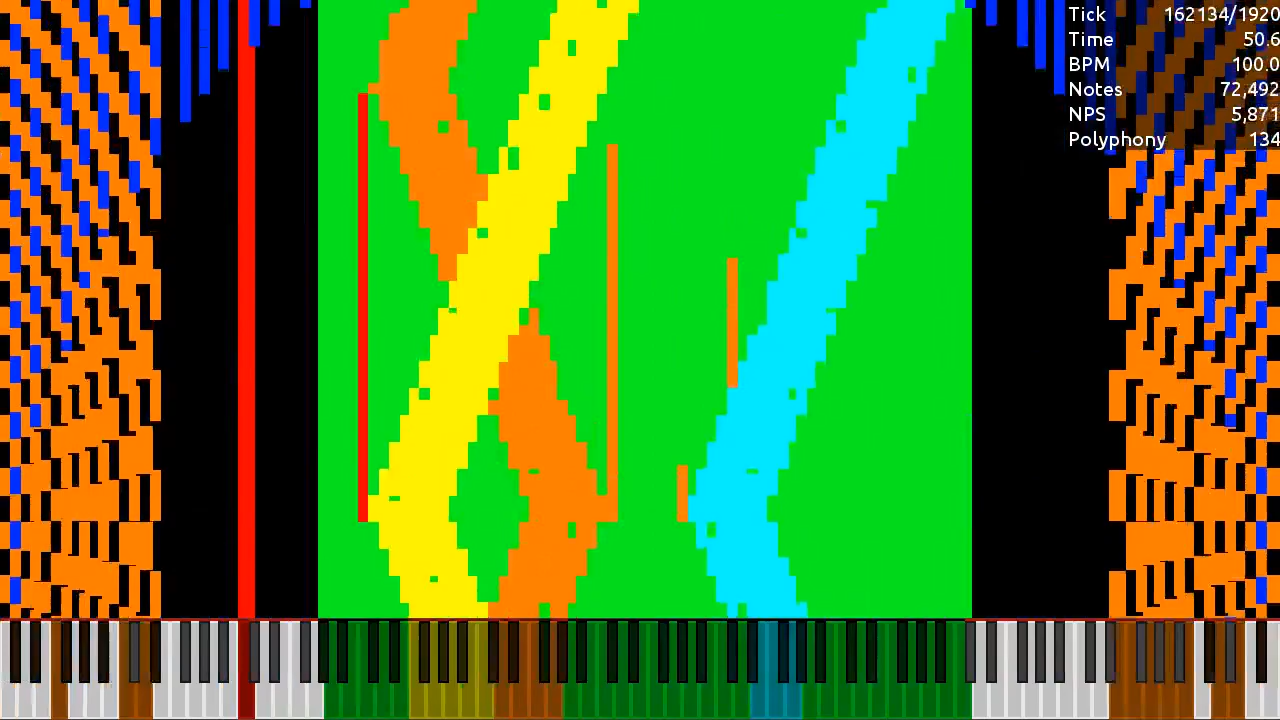 Tick 162134/1920
Time 50.6
BPM 100.0
Notes 72,492
NPS 5,871
Polyphony 134